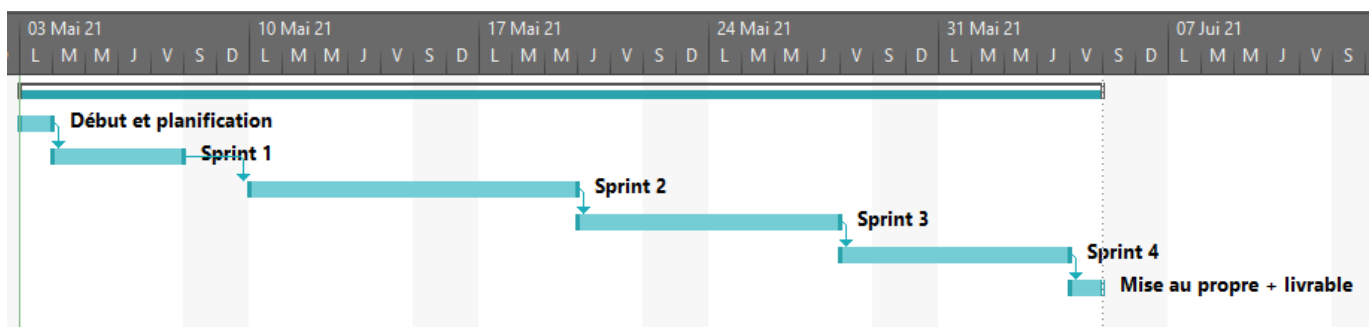 03 Mai 21 10 Mai 21 17 Mai 21 24 Mai 21 31 Mai 21 07 Jui 21
L M M J V S D L M M J V S D L M M J V S D L M M J V S D L M M J V S D L M M J V S
Début et planification
Sprint 1
Sprint 2
Sprint 3
Sprint 4
Mise au propre + livrable